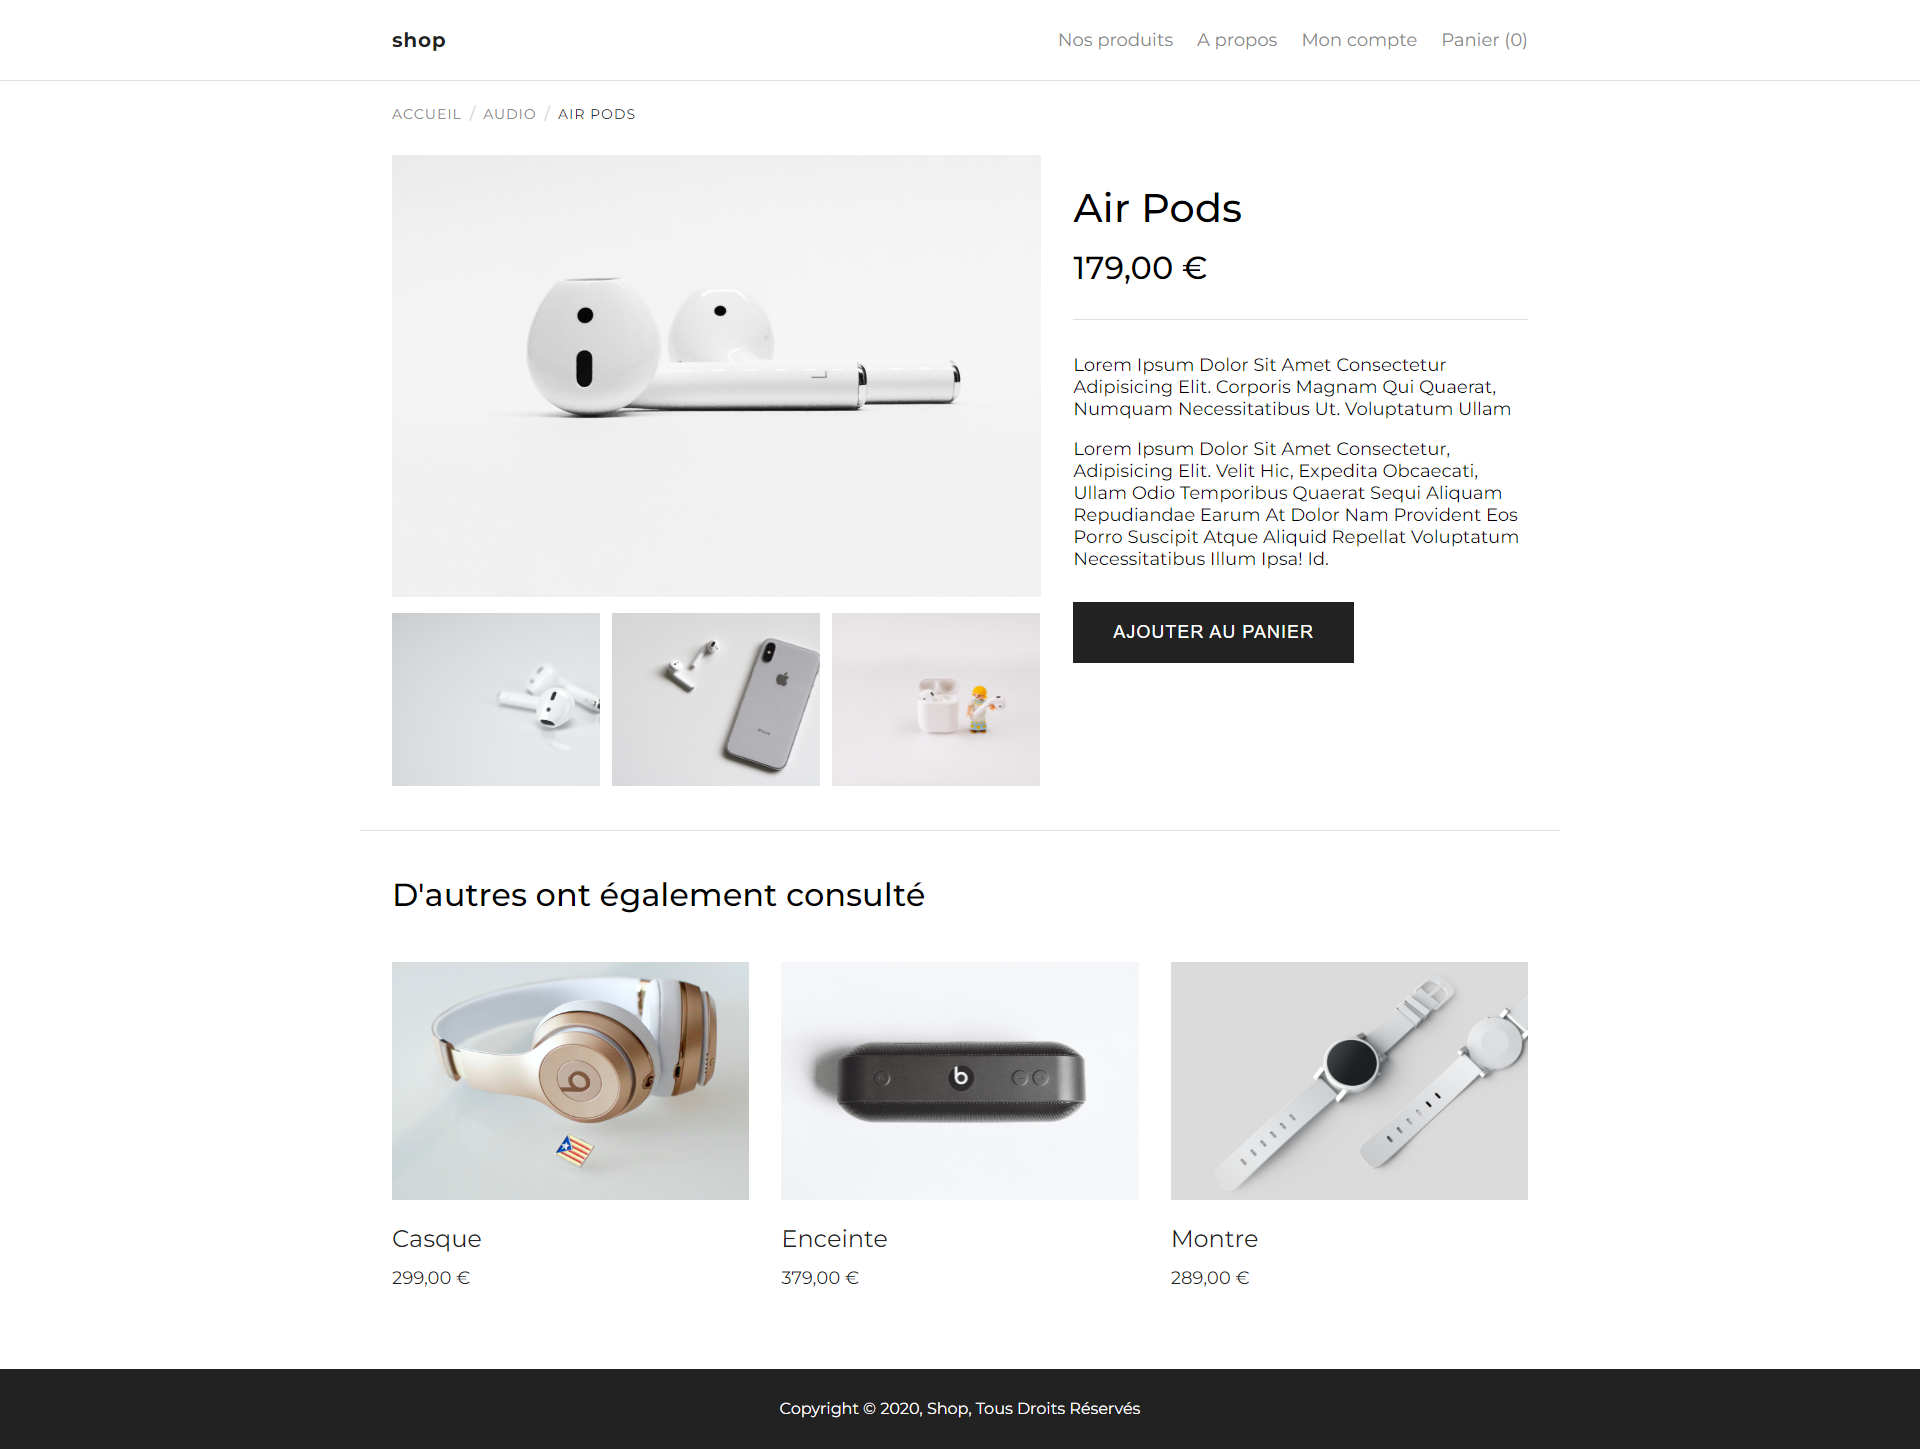 shop
Nos produits A propos Mon compte Panier (0)
ACCUEIL / AUDIO / AIR PODS
Air Pods
179,00 €
Lorem Ipsum Dolor Sit Amet Consectetur
Adipisicing Elit. Corporis Magnam Qui Quaerat,
Numquam Necessitatibus Ut. Voluptatum Ullam
Lorem Ipsum Dolor Sit Amet Consectetur,
Adipisicing Elit. Velit Hic, Expedita Obcaecati,
Ullam Odio Temporibus Quaerat Sequi Aliquam
Repudiandae Earum At Dolor Nam Provident Eos
Porro Suscipit Atque Aliquid Repellat Voluptatum
Necessitatibus Illum Ipsa! Id.
AJOUTER AU PANIER
iPhone
D'autres ont également consulté
b
b
Casque
299,00 €
Enceinte
379,00 €
Montre
289,00 €
Copyright © 2020, Shop, Tous Droits Réservés